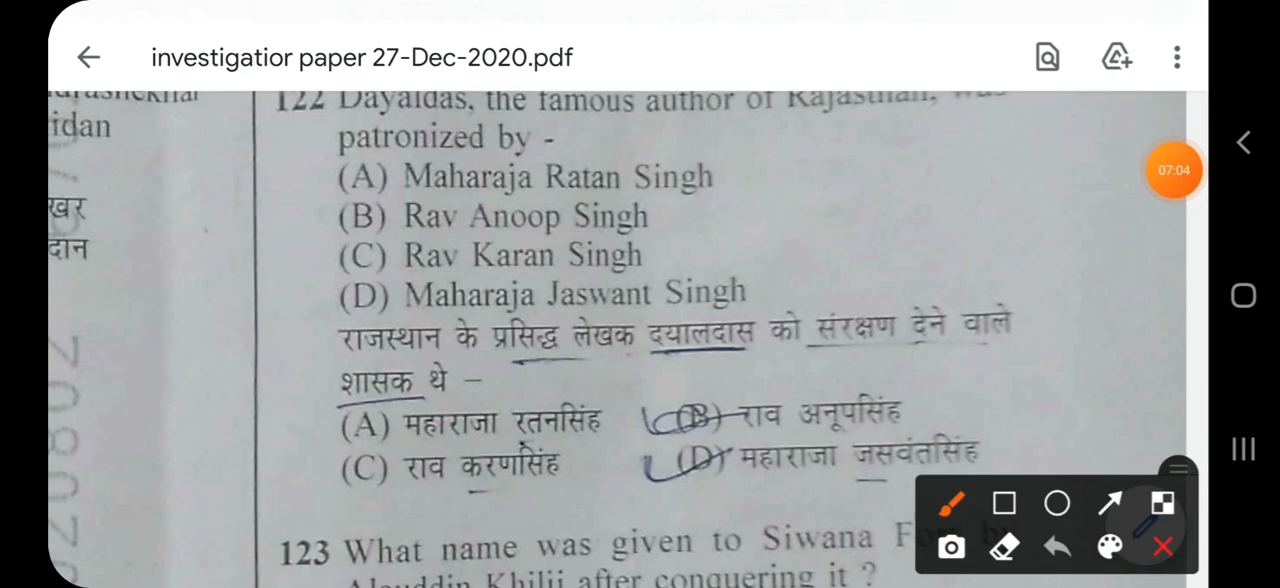 investigatior paper 27-Dec-2020.pdf
idan
खर
दान
122 Dayaldas, the famous author of Rajasthan, was
patronized by -
(A) Maharaja Ratan Singh
(B) Rav Anoop Singh
(C) Rav Karan Singh
(D) Maharaja Jaswant Singh
राजस्थान के प्रसिद्ध लेखक दयालदास को संरक्षण देने वाले
शासक थे -
(A) महाराजा रतनसिंह (B) राव अनूपसिंह
(C) राव करणसिंह (D) महाराजा जसवंतसिंह
123 What name was given to Siwana
Alauddin Khilji after conquering it ?
07:04